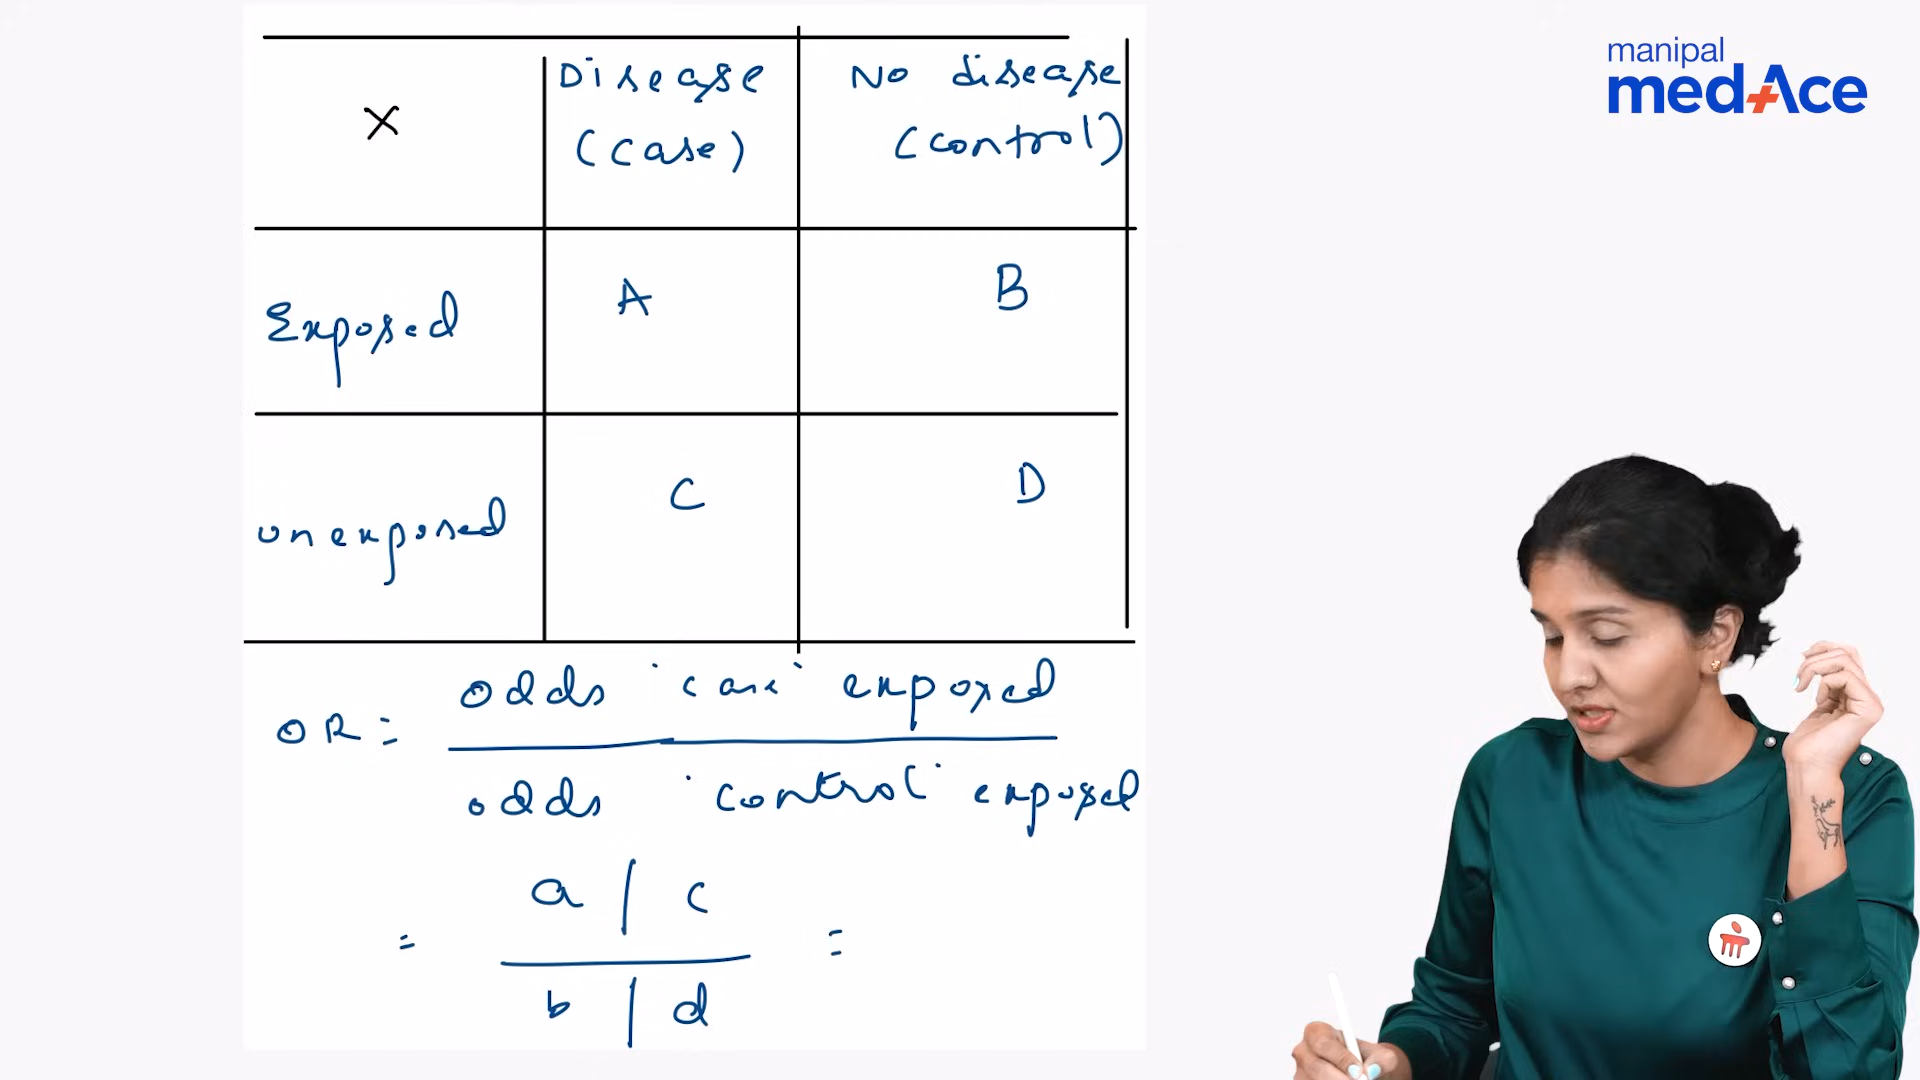 manipal
medAce
X
Disease
(case)
No disease
(control)
Exposed
A
B
unexposed
C
D
OR = odds 'case' exposed
odds 'control' exposed
= a / c =
b / d